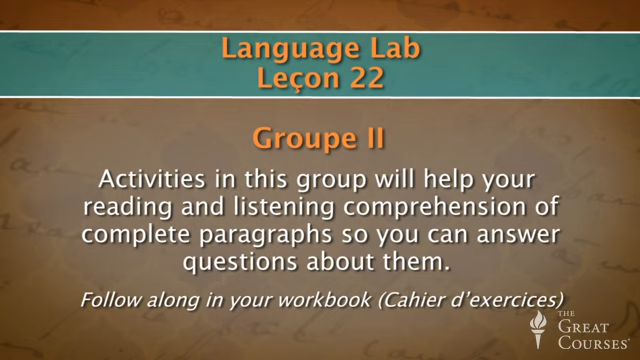 Language Lab
Leçon 22
Groupe II
Activities in this group will help your
reading and listening comprehension of
complete paragraphs so you can answer
questions about them.
Follow along in your workbook (Cahier d'exercices)
THE
GREAT
COURSES®